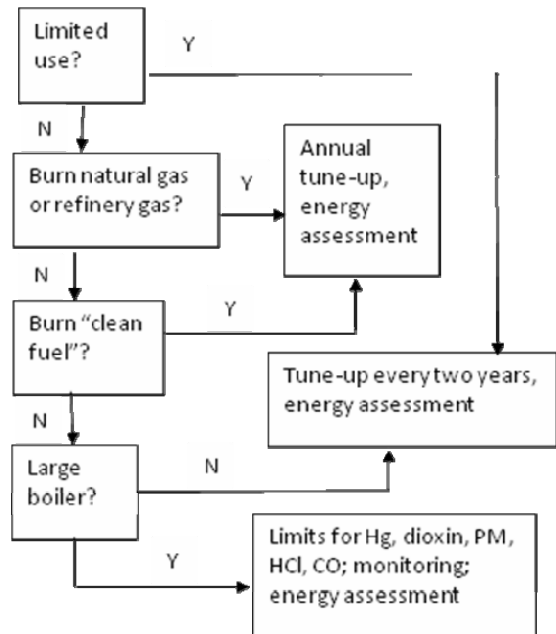 Limited
use?
Y
N
Burn natural gas
or refinery gas?
Y
Annual
tune-up,
energy
assessment
N
Burn "clean
fuel"?
Y
Tune-up every two years,
energy assessment
N
Large
boiler?
N
Y
Limits for Hg, dioxin, PM,
HCl, CO; monitoring;
energy assessment